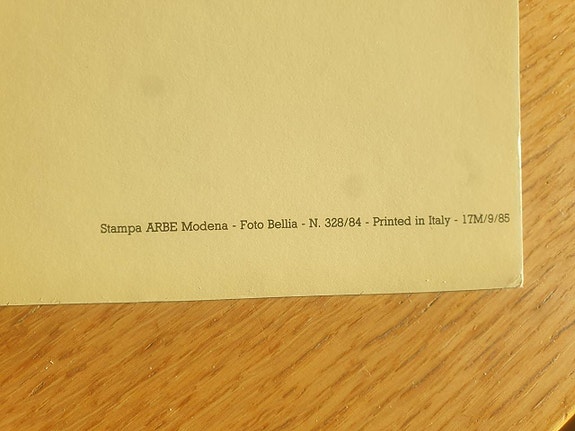 Stampa ARBE Modena - Foto Bellia - N. 328/84 - Printed in Italy - 17M/9/85